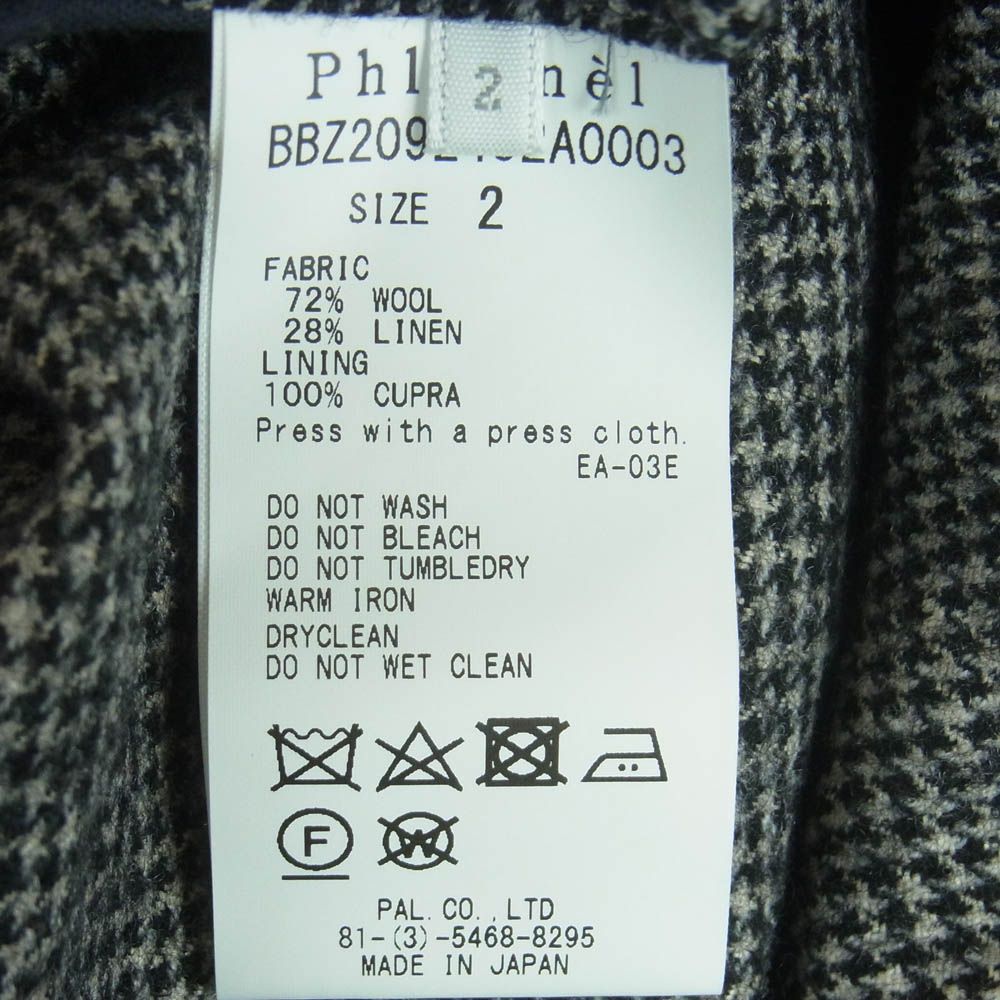 2
SIZE 2
FABRIC
72% WOOL
28% LINEN
LINING
100% CUPRA
Press with a press cloth.
EA-03E
DO NOT WASH
DO NOT BLEACH
DO NOT TUMBLEDRY
WARM IRON
DRYCLEAN
DO NOT WET CLEAN
F
W
PAL. CO., LTD
81-(3)-5468-8295
MADE IN JAPAN